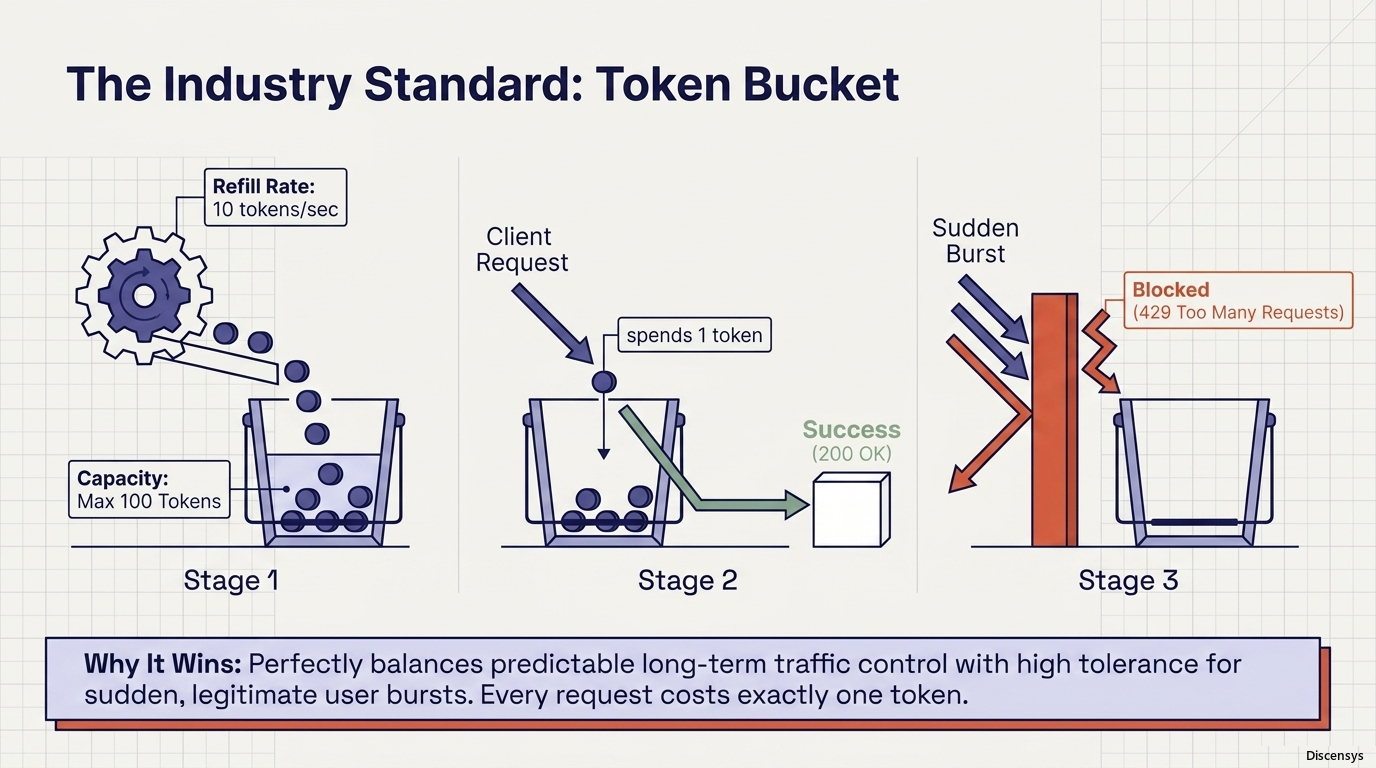 The Industry Standard: Token Bucket
Refill Rate:
10 tokens/sec
Capacity:
Max 100 Tokens
Stage 1
Client
Request
spends 1 token
Success
(200 OK)
Stage 2
Sudden
Burst
Blocked
(429 Too Many Requests)
Stage 3
Why It Wins: Perfectly balances predictable long-term traffic control with high tolerance for
sudden, legitimate user bursts. Every request costs exactly one token.
Discensys